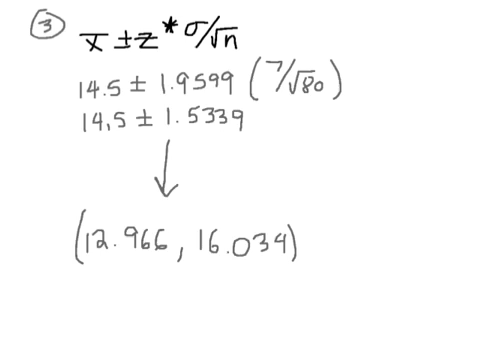 ③
x̄ ± z* σ/√n
14.5 ± 1.9599 (7/√80)
14.5 ± 1.5339
↓
(12.966, 16.034)